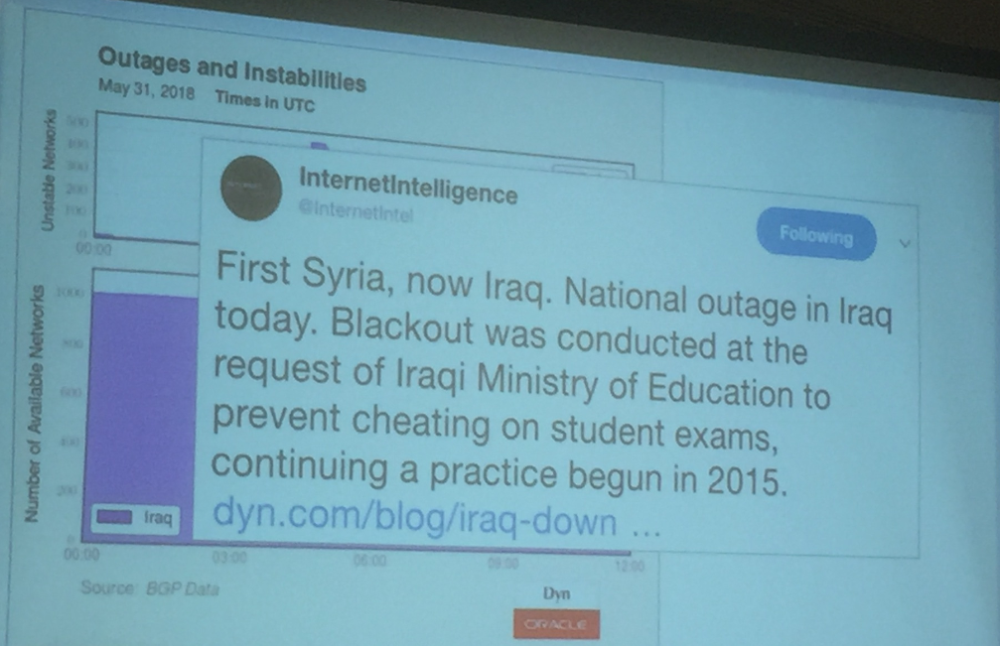 Outages and Instabilities
May 31, 2018 Times in UTC
Unstable Networks
500
400
300
200
100
0
00:00
InternetIntelligence
@InternetIntel
Following
First Syria, now Iraq. National outage in Iraq
today. Blackout was conducted at the
request of Iraqi Ministry of Education to
prevent cheating on student exams,
continuing a practice begun in 2015.
dyn.com/blog/iraq-down ...
Number of Available Networks
1000
800
600
400
200
0
Iraq
00:00 03:00 06:00 09:00 12:00
Source: BGP Data
Dyn
ORACLE